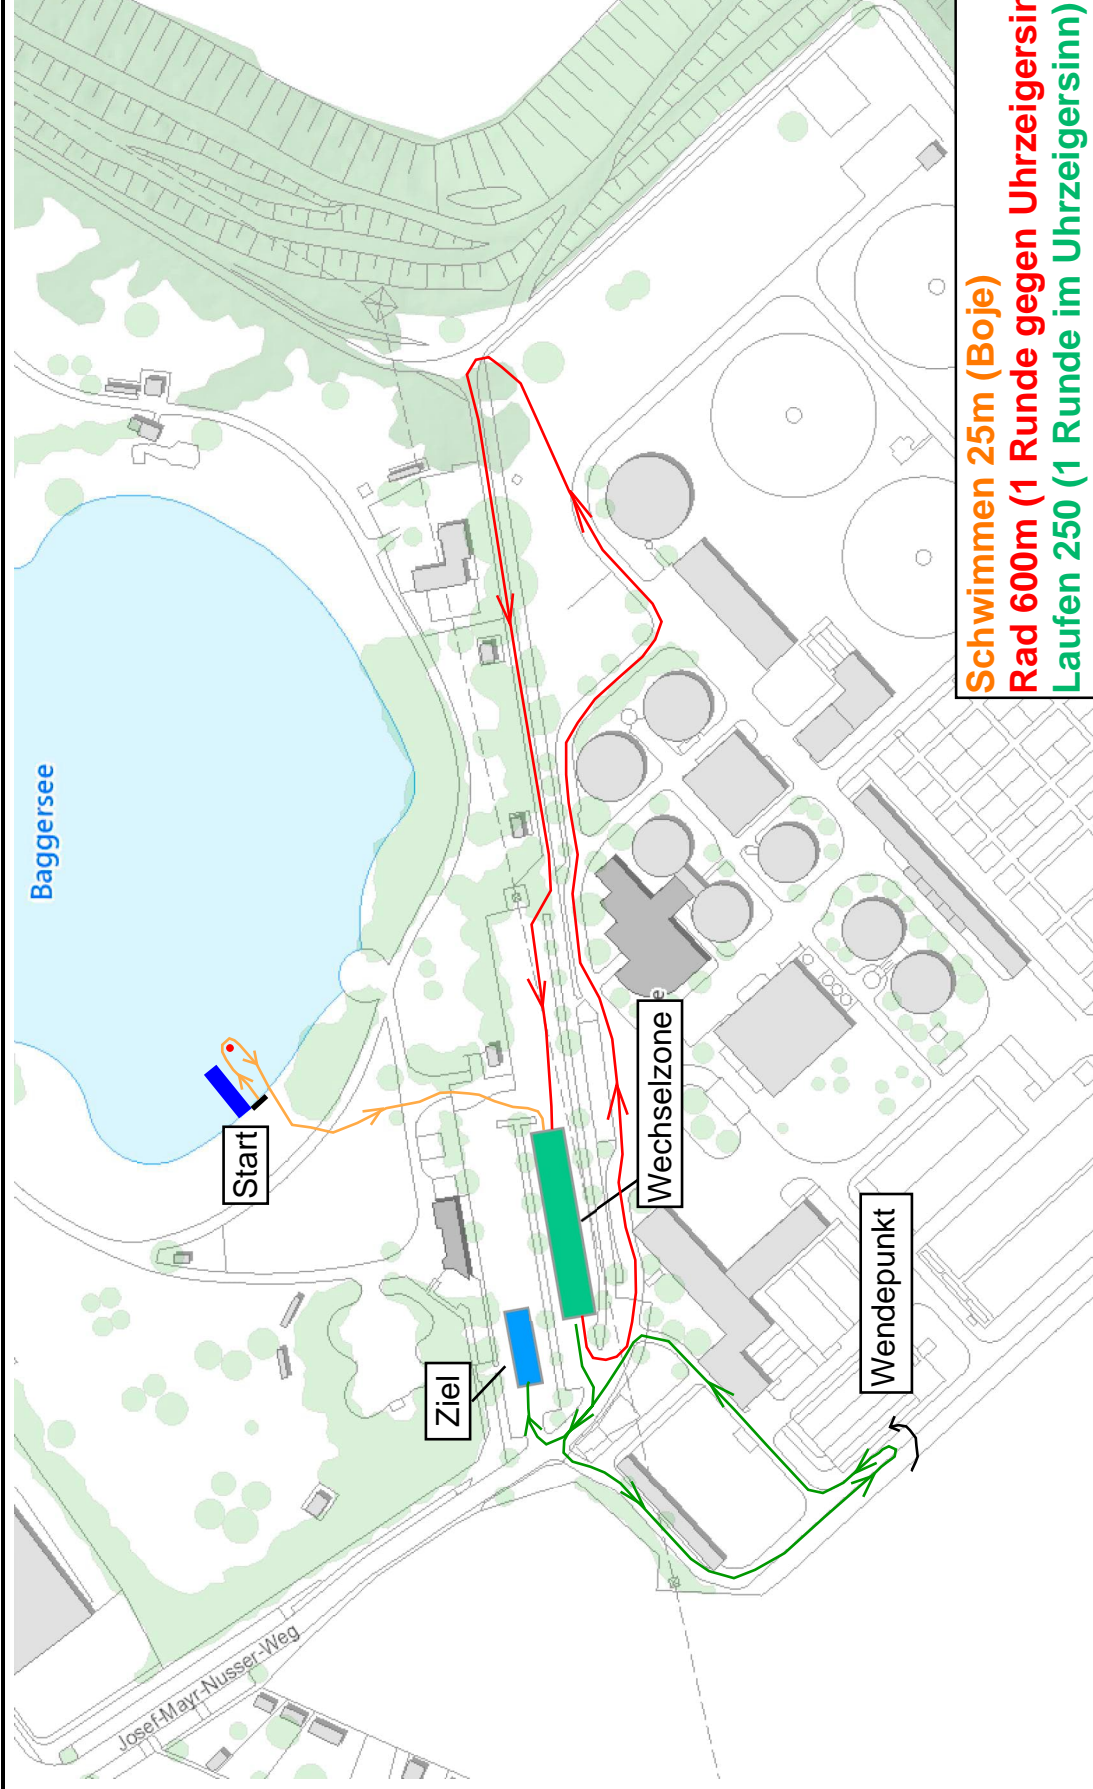 Baggersee
Start
Ziel
Wechselzone
e
Wendepunkt
Josef-Mayr-Nusser-Weg
Schwimmen 25m (Boje)
Rad 600m (1 Runde gegen Uhrzeigersin
Laufen 250 (1 Runde im Uhrzeigersinn)